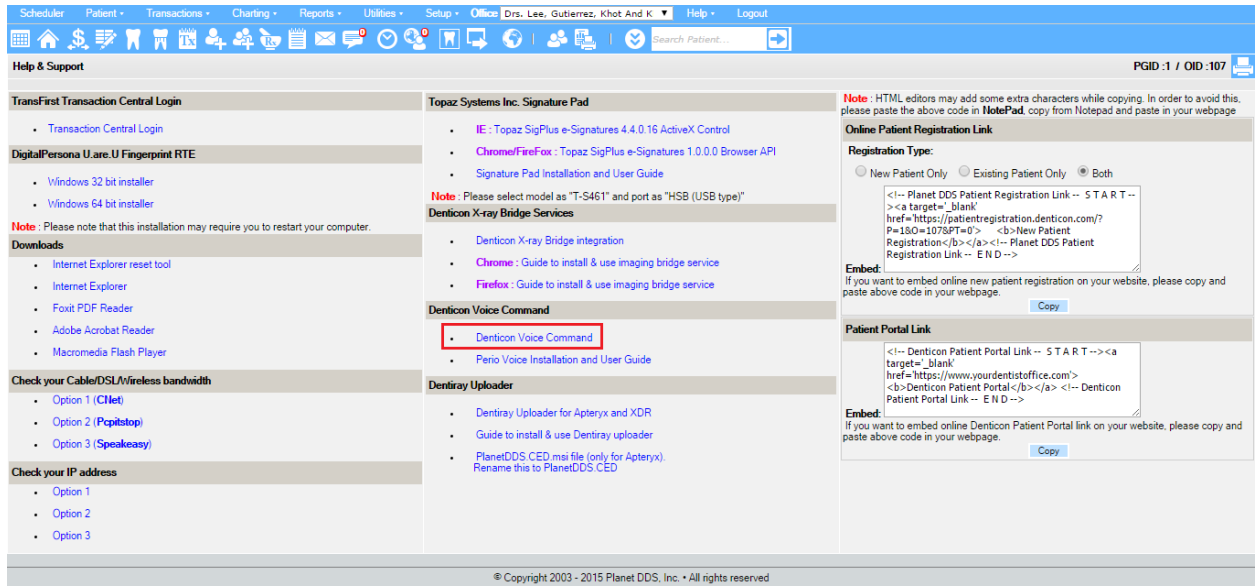 Scheduler Patient Transactions Charting Reports Utilities Setup Office Drs. Lee, Gutierrez, Khot And K Help Logout
Tx Rx 0 0 Search Patient...
Help & Support
PGID :1 / OID :107
TransFirst Transaction Central Login
• Transaction Central Login
DigitalPersona U.are.U Fingerprint RTE
• Windows 32 bit installer
• Windows 64 bit installer
Note : Please note that this installation may require you to restart your computer.
Downloads
• Internet Explorer reset tool
• Internet Explorer
• Foxit PDF Reader
• Adobe Acrobat Reader
• Macromedia Flash Player
Check your Cable/DSL/Wireless bandwidth
• Option 1 (CNet)
• Option 2 (Pcpitstop)
• Option 3 (Speakeasy)
Check your IP address
• Option 1
• Option 2
• Option 3
Topaz Systems Inc. Signature Pad
• IE : Topaz SigPlus e-Signatures 4.4.0.16 ActiveX Control
• Chrome/FireFox : Topaz SigPlus e-Signatures 1.0.0.0 Browser API
• Signature Pad Installation and User Guide
Note : Please select model as "T-S461" and port as "HSB (USB type)"
Denticon X-ray Bridge Services
• Denticon X-ray Bridge integration
• Chrome : Guide to install & use imaging bridge service
• Firefox : Guide to install & use imaging bridge service
Denticon Voice Command
• Denticon Voice Command
• Perio Voice Installation and User Guide
Dentiray Uploader
• Dentiray Uploader for Apteryx and XDR
• Guide to install & use Dentiray uploader
• PlanetDDS.CED.msi file (only for Apteryx).
Rename this to PlanetDDS.CED
Note : HTML editors may add some extra characters while copying. In order to avoid this,
please paste the above code in NotePad, copy from Notepad and paste in your webpage
Online Patient Registration Link
Registration Type:
New Patient Only Existing Patient Only Both
<!-- Planet DDS Patient Registration Link -- S T A R T --
><a target='_blank'
href='https://patientregistration.denticon.com/?
P=1&O=107&PT=0'> <b>New Patient
Registration</b></a><!-- Planet DDS Patient
Registration Link -- E N D -->
Embed:
If you want to embed online new patient registration on your website, please copy and
paste above code in your webpage.
Copy
Patient Portal Link
<!-- Denticon Patient Portal Link -- S T A R T --><a
target='_blank'
href='https://www.yourdentistoffice.com'>
<b>Denticon Patient Portal</b></a> <!-- Denticon
Patient Portal Link -- E N D -->
Embed:
If you want to embed online Denticon Patient Portal link on your website, please copy and
paste above code in your webpage.
Copy
© Copyright 2003 - 2015 Planet DDS, Inc. • All rights reserved